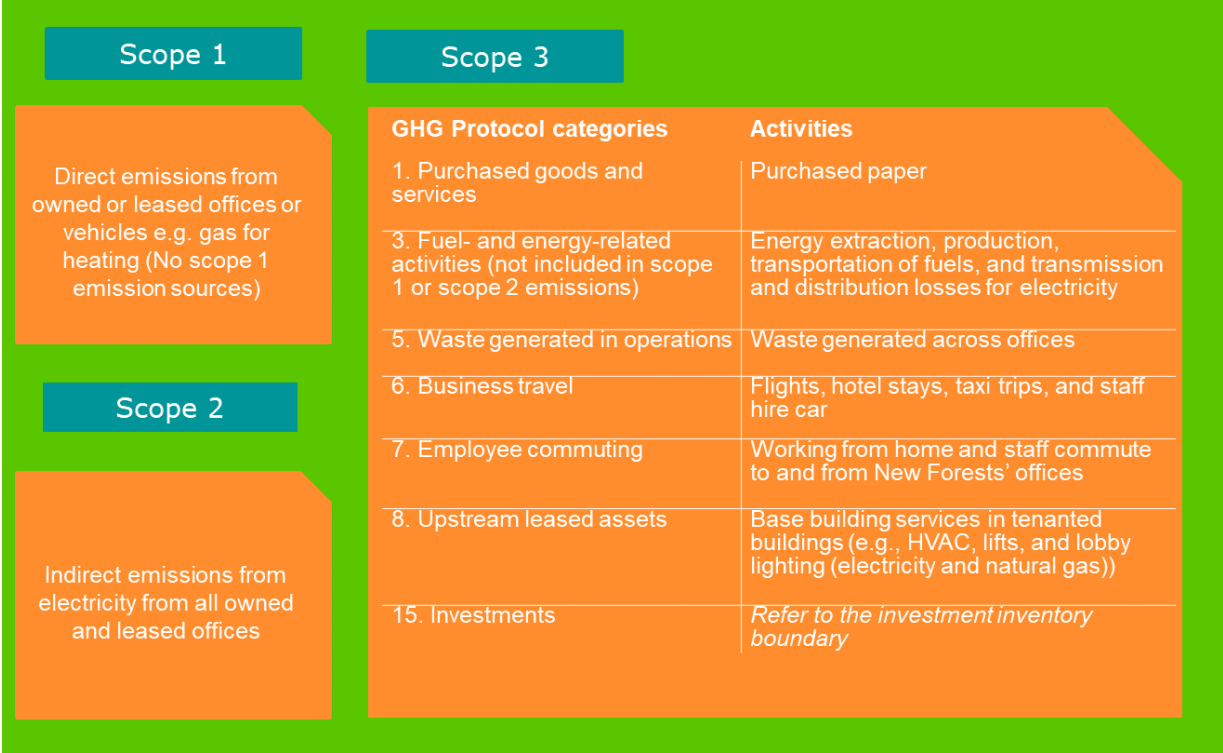 Scope 1
Direct emissions from
owned or leased offices or
vehicles e.g. gas for
heating (No scope 1
emission sources)
Scope 2
Indirect emissions from
electricity from all owned
and leased offices
Scope 3
GHG Protocol categories
Activities
1. Purchased goods and
services
Purchased paper
3. Fuel- and energy-related
activities (not included in scope
1 or scope 2 emissions)
Energy extraction, production,
transportation of fuels, and transmission
and distribution losses for electricity
5. Waste generated in operations
Waste generated across offices
6. Business travel
Flights, hotel stays, taxi trips, and staff
hire car
7. Employee commuting
Working from home and staff commute
to and from New Forests’ offices
8. Upstream leased assets
Base building services in tenanted
buildings (e.g., HVAC, lifts, and lobby
lighting (electricity and natural gas))
15. Investments
Refer to the investment inventory
boundary